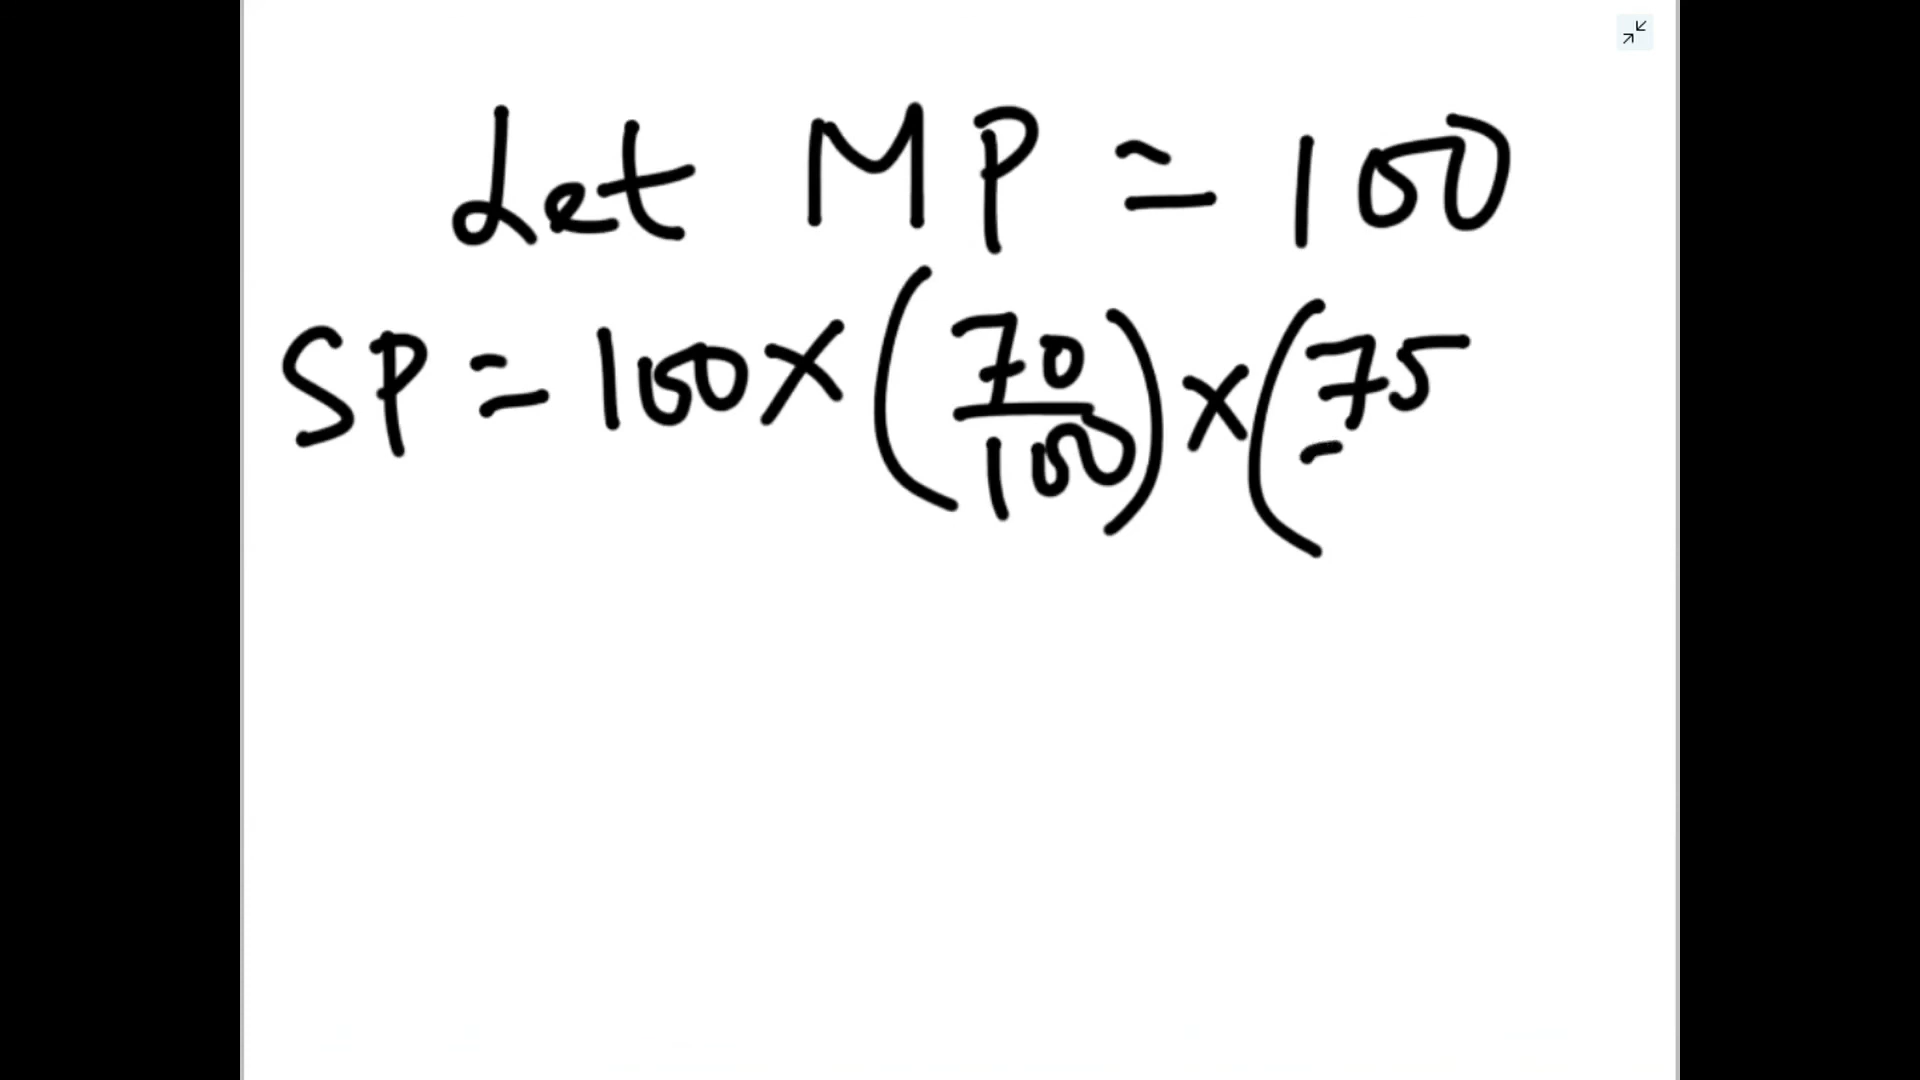 Let MP = 100
SP = 100 × (70/100) × (75